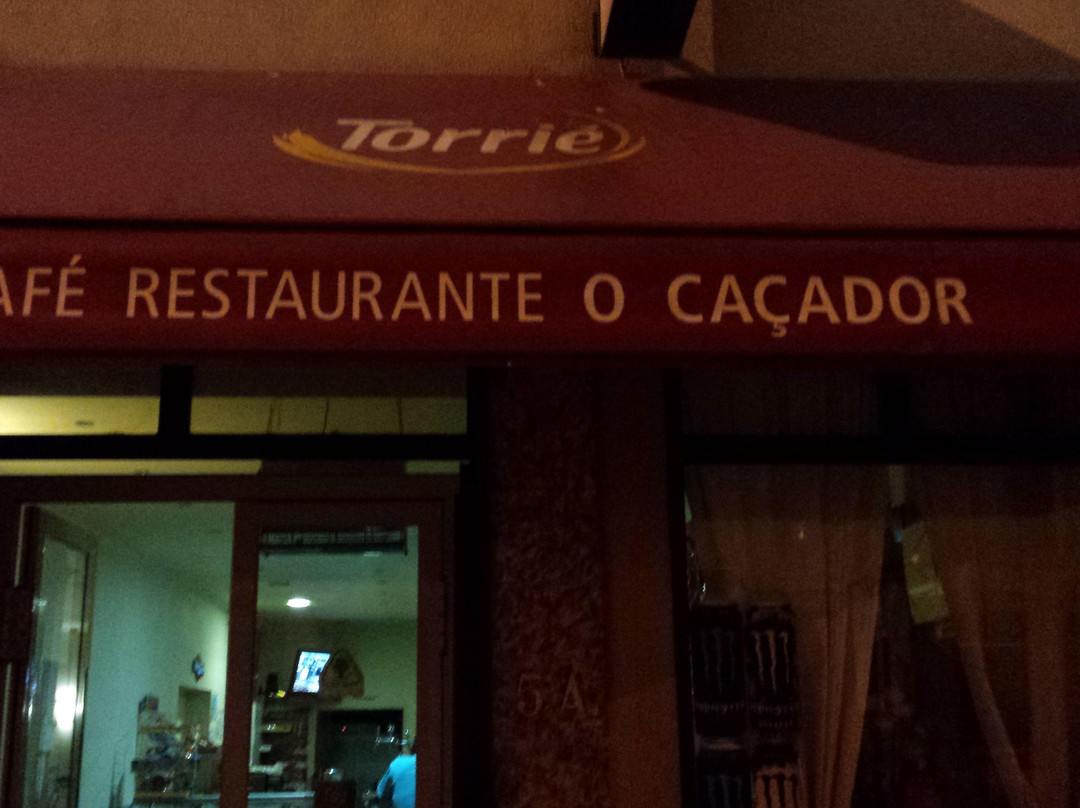 Torrié
AFÉ RESTAURANTE O CAÇADOR
5 A